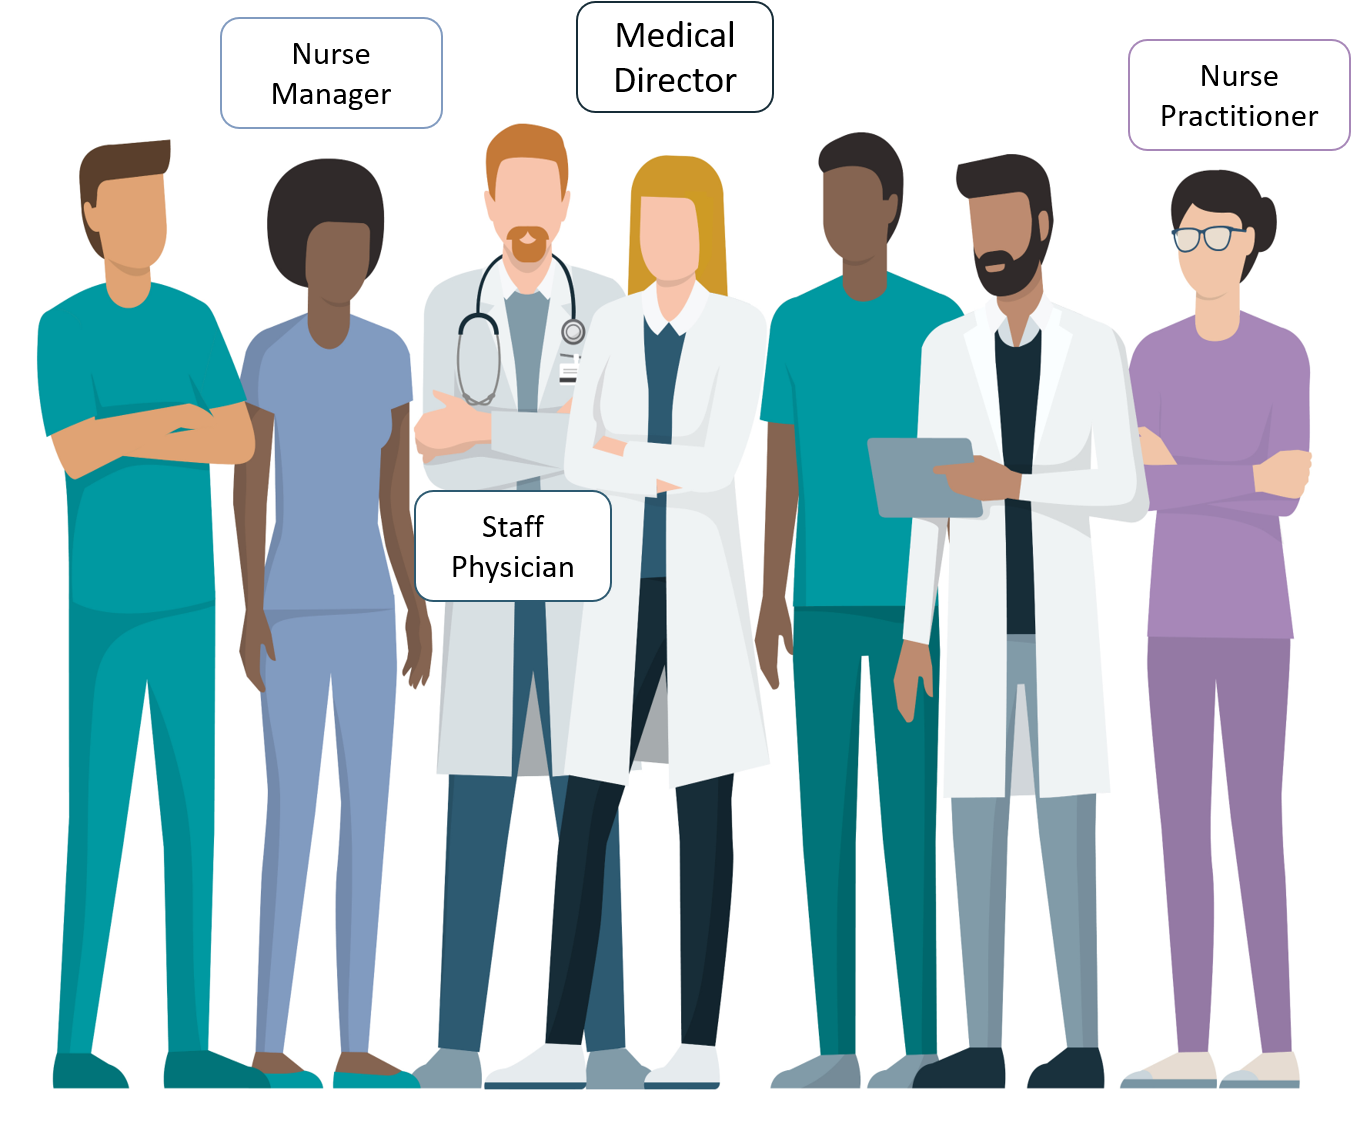 Nurse
Manager
Medical
Director
Nurse
Practitioner
Staff
Physician